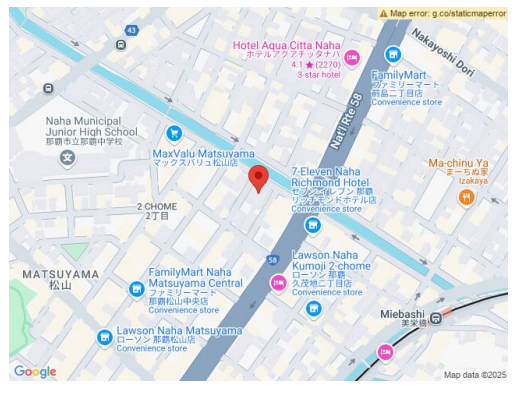 ⚠ Map error: g.co/staticmaperror
43
Nakayoshi Dori
Hotel Aqua Citta Naha
ホテルアクアチッタナハ
4.1★(2270)
3-star hotel
FamilyMart
ファミリーマート
前島二丁目店
Convenience store
Nat'l Rte 58
Naha Municipal
Junior High School
那覇市立那覇中学校
MaxValu Matsuyama
マックスバリュ松山店
Ma-chinu Ya
まーちぬ家
Izakaya
7-Eleven Naha
Richmond Hotel
セブンイレブン 那覇
リッチモンドホテル店
Convenience store
2 CHOME
2丁目
58
Lawson Naha
Kumoji 2-chome
ローソン 那覇
久茂地二丁目店
Convenience store
MATSUYAMA
松山
FamilyMart Naha
Matsuyama Central
ファミリーマート
那覇松山中央店
Convenience store
Miebashi
美栄橋
Lawson Naha Matsuyama
ローソン 那覇松山店
Convenience store
Google
Map data ©2025